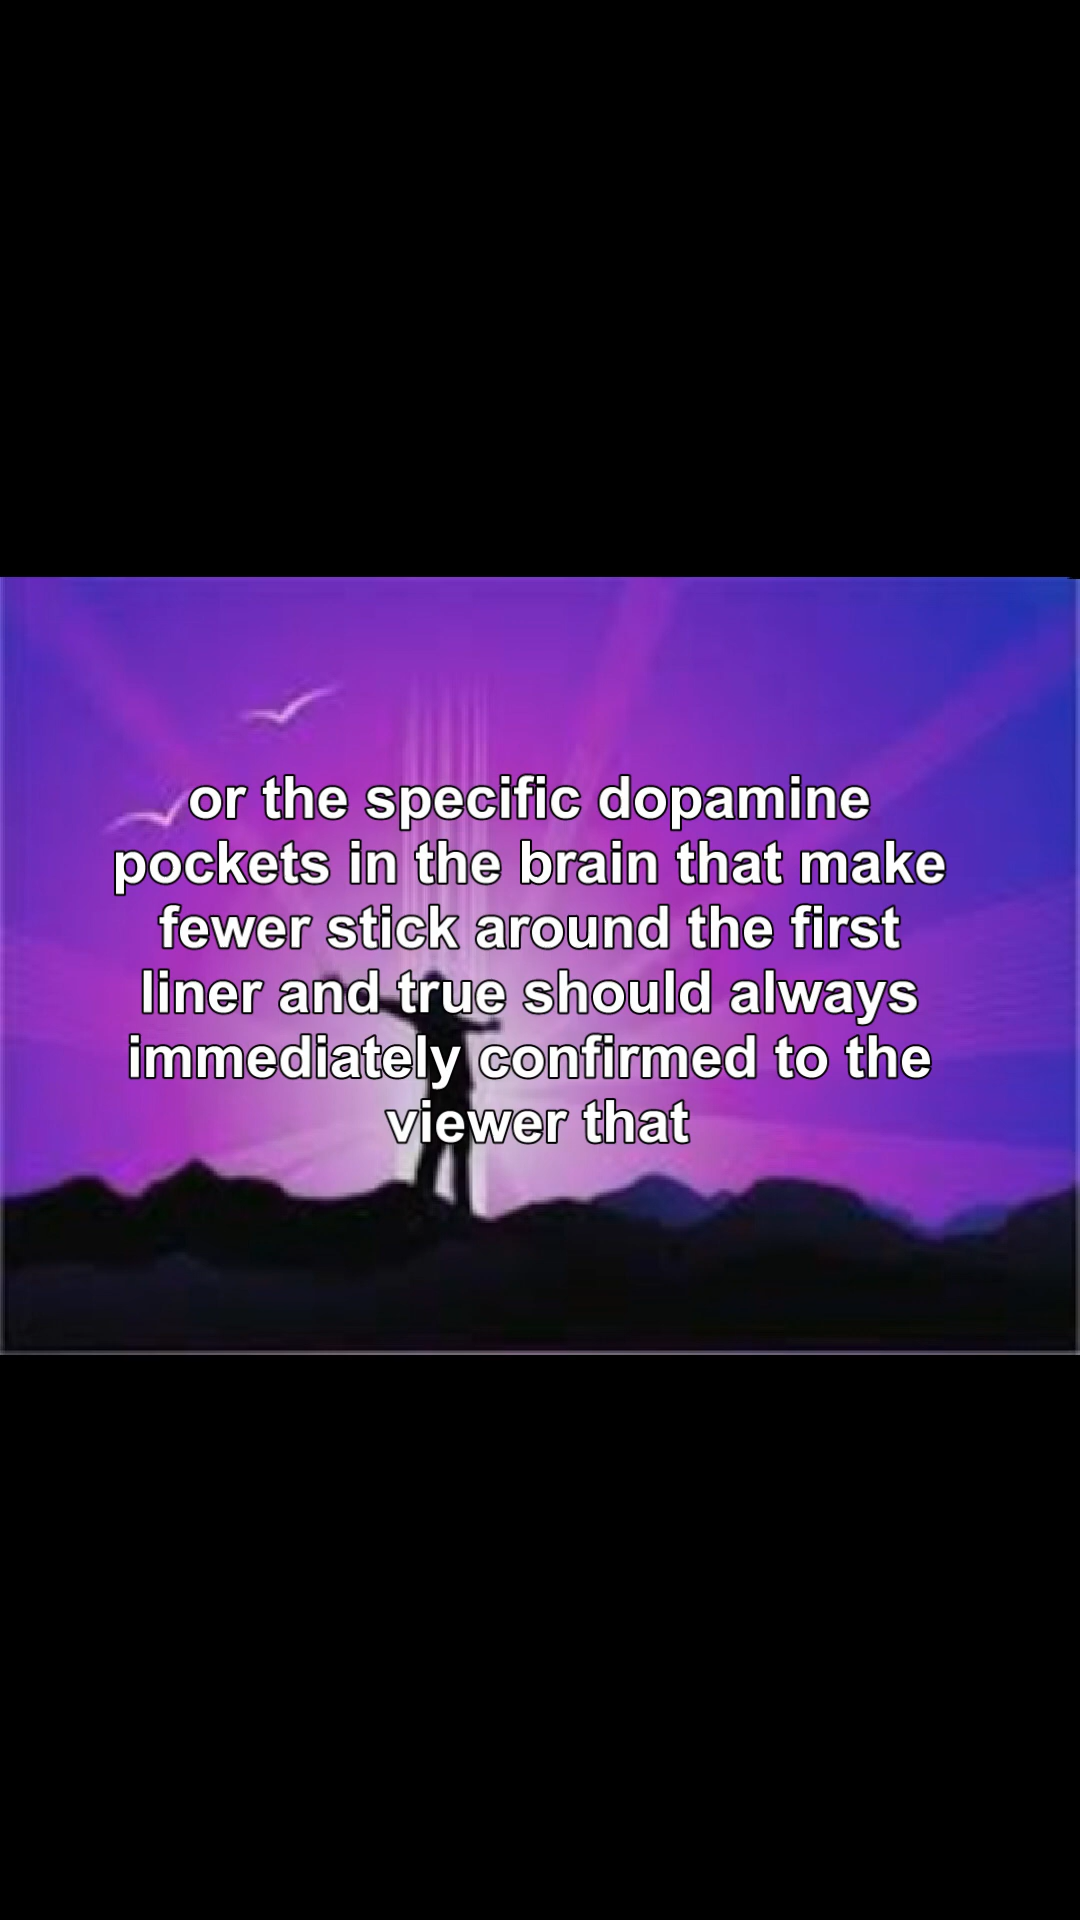 or the specific dopamine
pockets in the brain that make
fewer stick around the first
liner and true should always
immediately confirmed to the
viewer that